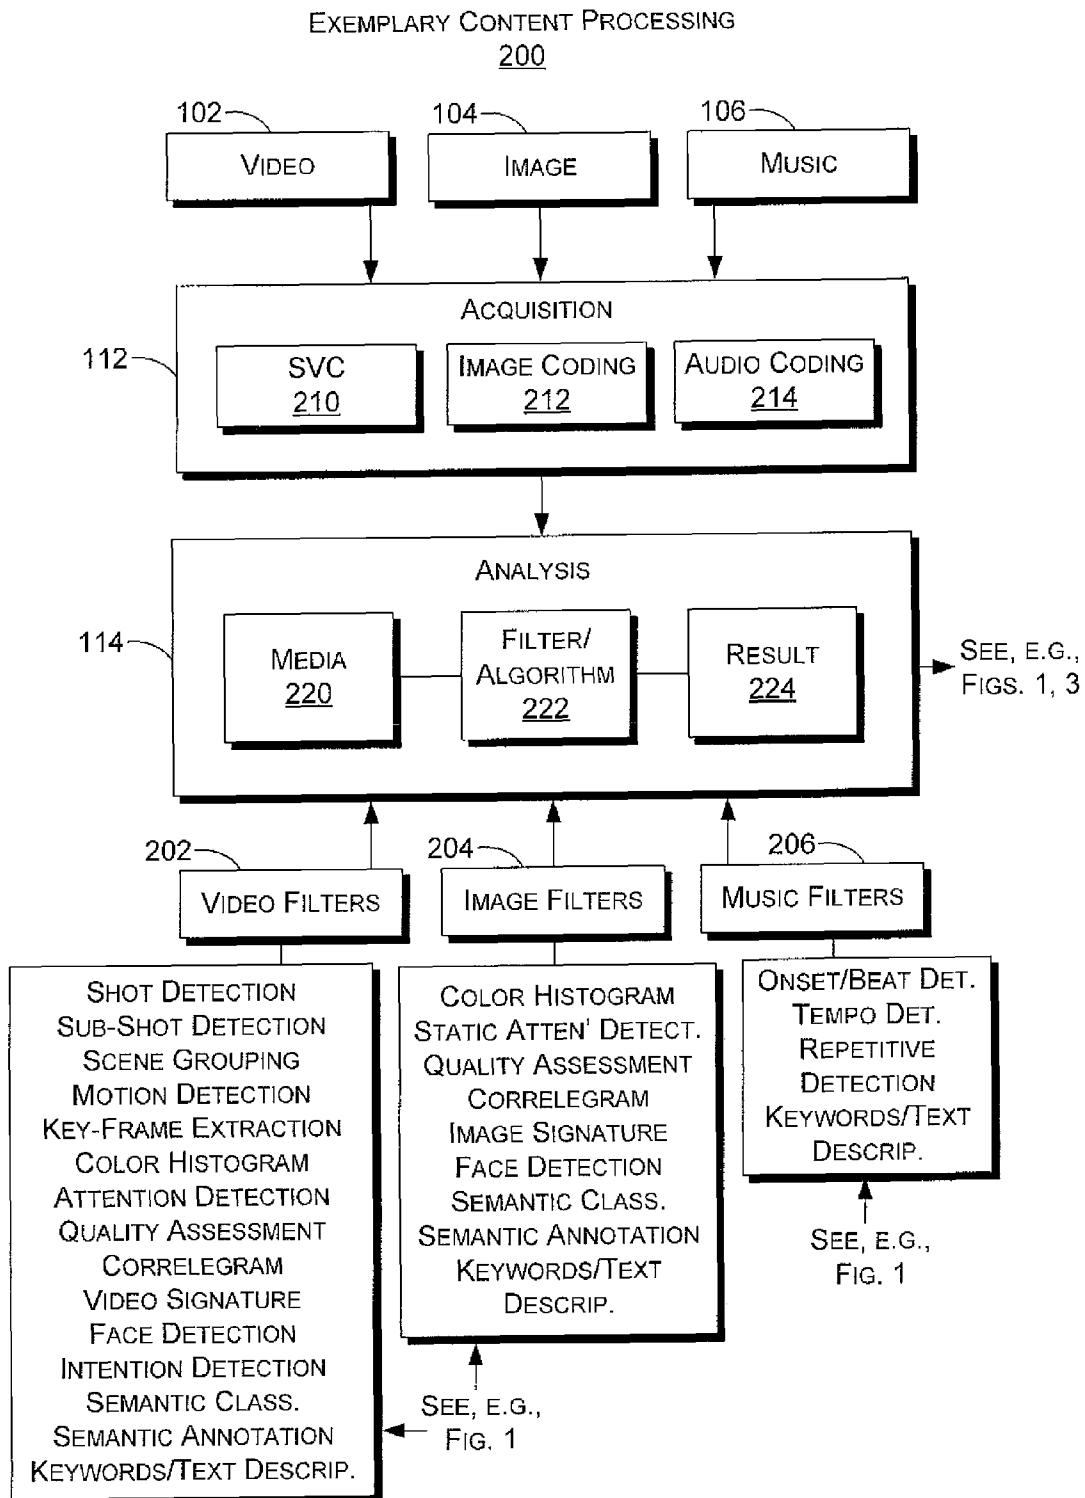 EXEMPLARY CONTENT PROCESSING
200
102
104
106
VIDEO
IMAGE
MUSIC
ACQUISITION
112
SVC
210
IMAGE CODING
212
AUDIO CODING
214
ANALYSIS
114
MEDIA
220
FILTER/
ALGORITHM
222
RESULT
224
SEE, E.G.,
FIGS. 1, 3
202
204
206
VIDEO FILTERS
IMAGE FILTERS
MUSIC FILTERS
SHOT DETECTION
SUB-SHOT DETECTION
SCENE GROUPING
MOTION DETECTION
KEY-FRAME EXTRACTION
COLOR HISTOGRAM
ATTENTION DETECTION
QUALITY ASSESSMENT
CORRELEGRAM
VIDEO SIGNATURE
FACE DETECTION
INTENTION DETECTION
SEMANTIC CLASS.
SEMANTIC ANNOTATION
KEYWORDS/TEXT DESCRIP.
COLOR HISTOGRAM
STATIC ATTEN' DETECT.
QUALITY ASSESSMENT
CORRELEGRAM
IMAGE SIGNATURE
FACE DETECTION
SEMANTIC CLASS.
SEMANTIC ANNOTATION
KEYWORDS/TEXT
DESCRIP.
SEE, E.G.,
FIG. 1
ONSET/BEAT DET.
TEMPO DET.
REPETITIVE
DETECTION
KEYWORDS/TEXT
DESCRIP.
SEE, E.G.,
FIG. 1